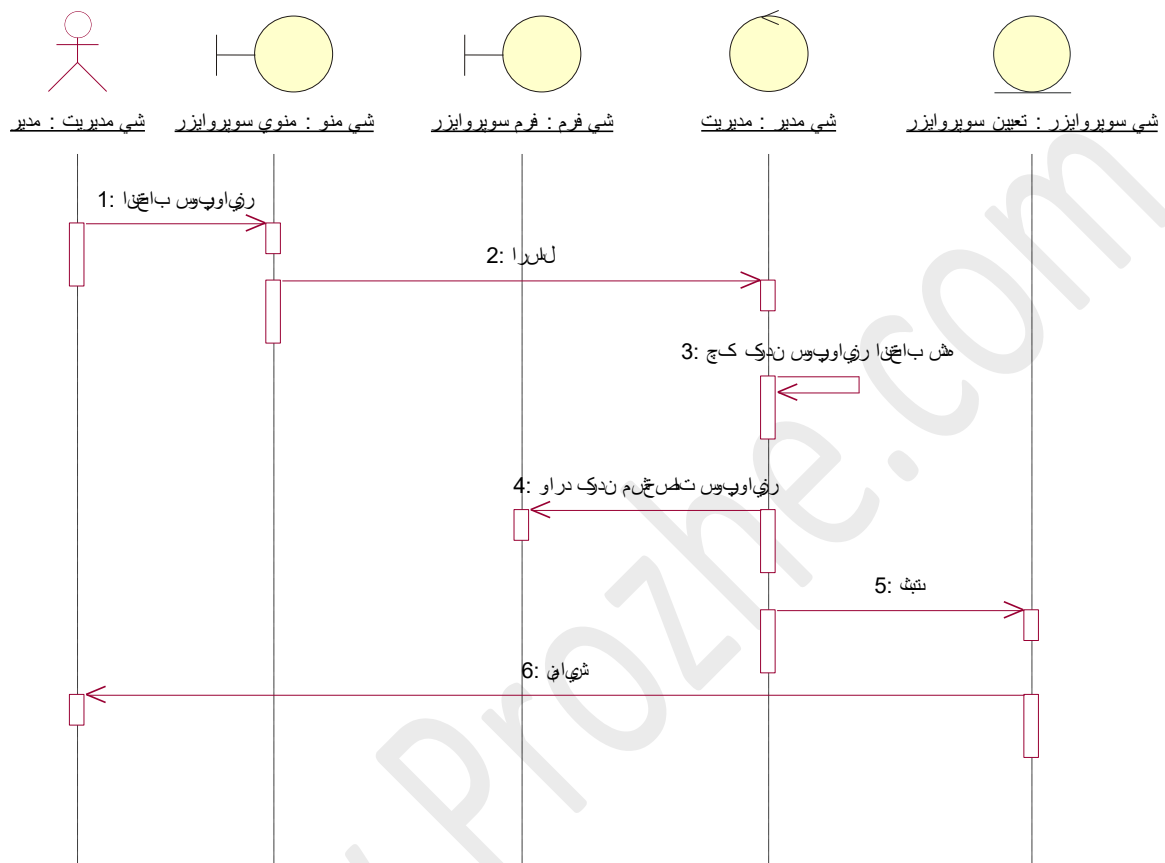 شي مديريت : مدير
شي منو : منوي سوپروايزر
شي فرم : فرم سوپروايزر
شي مدير : مديريت
شي سوپروايزر : تعيين سوپروايزر
1: انتخاب سوپروايزر
2: ارسال
3: چک کردن سوپروايزر انتخاب شده
4: وارد کردن مشخصات سوپروايزر
5: ثبت
6: نمايش
Prozhe.com